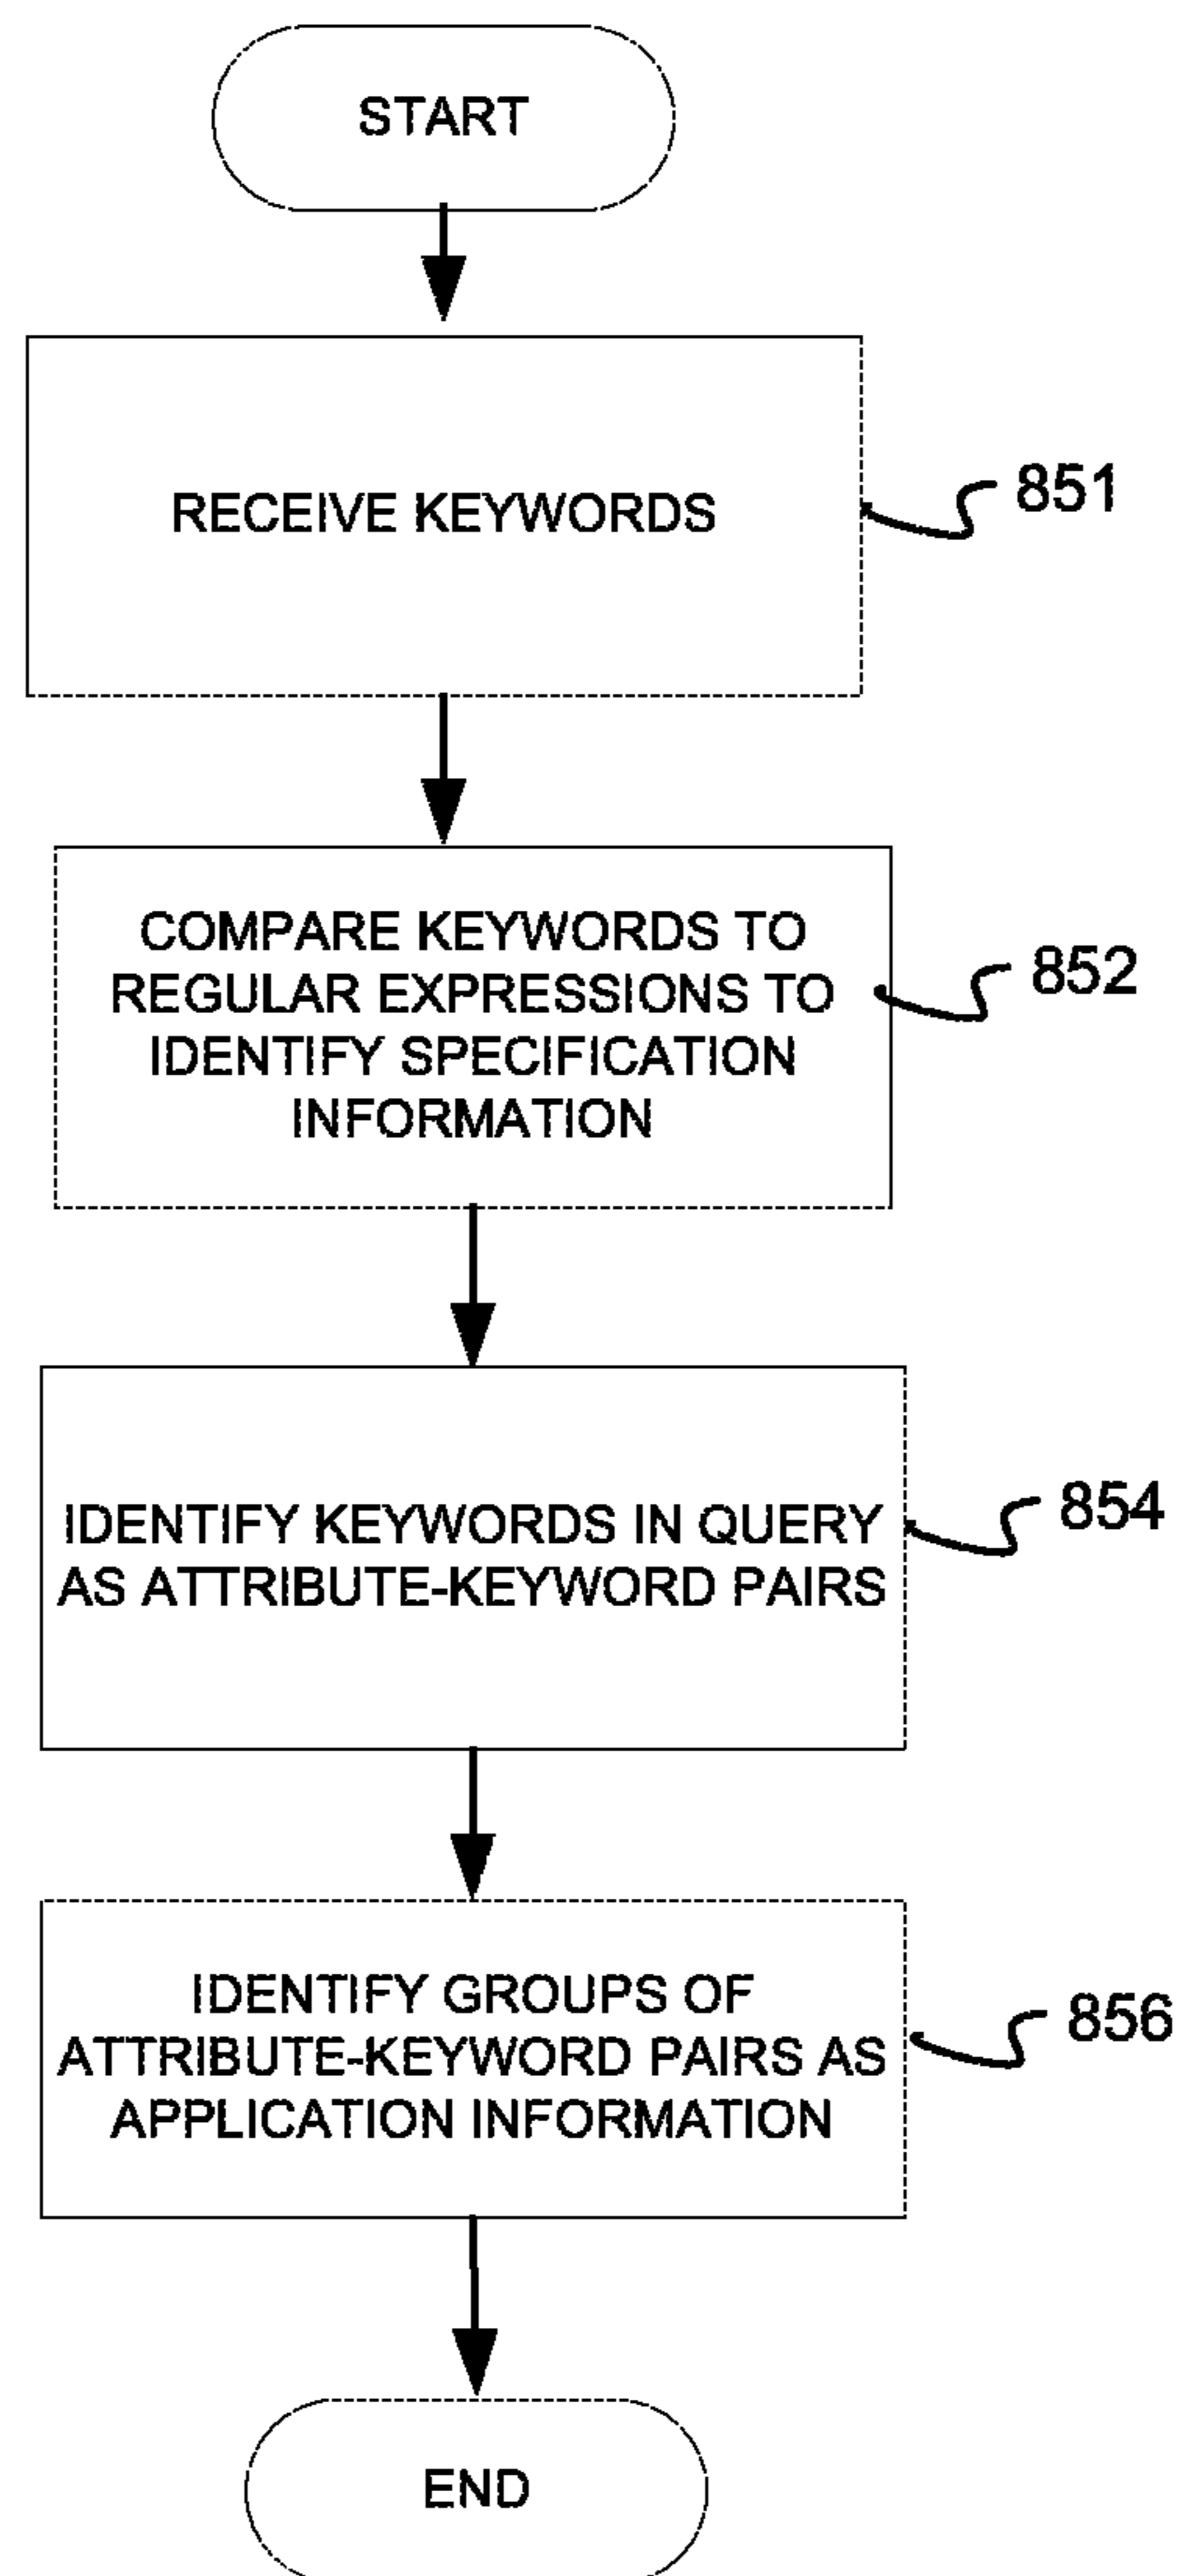 START
RECEIVE KEYWORDS
851
COMPARE KEYWORDS TO
REGULAR EXPRESSIONS TO
IDENTIFY SPECIFICATION
INFORMATION
852
IDENTIFY KEYWORDS IN QUERY
AS ATTRIBUTE-KEYWORD PAIRS
854
IDENTIFY GROUPS OF
ATTRIBUTE-KEYWORD PAIRS AS
APPLICATION INFORMATION
856
END